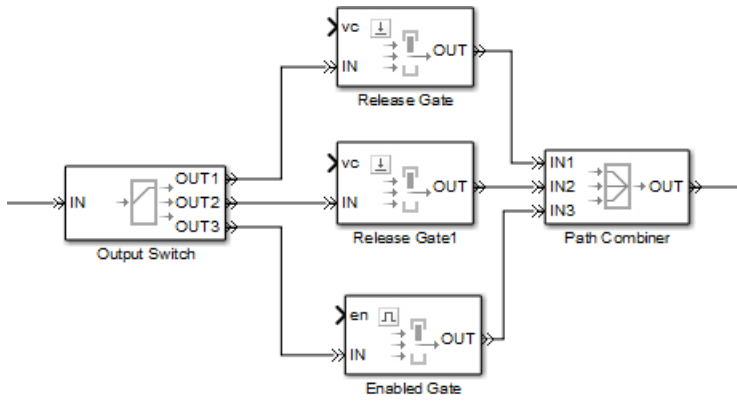 vc
OUT
IN
Release Gate
OUT1
IN
OUT2
OUT3
Output Switch
vc
OUT
IN
Release Gate1
IN1
IN2
OUT
IN3
Path Combiner
en
OUT
IN
Enabled Gate